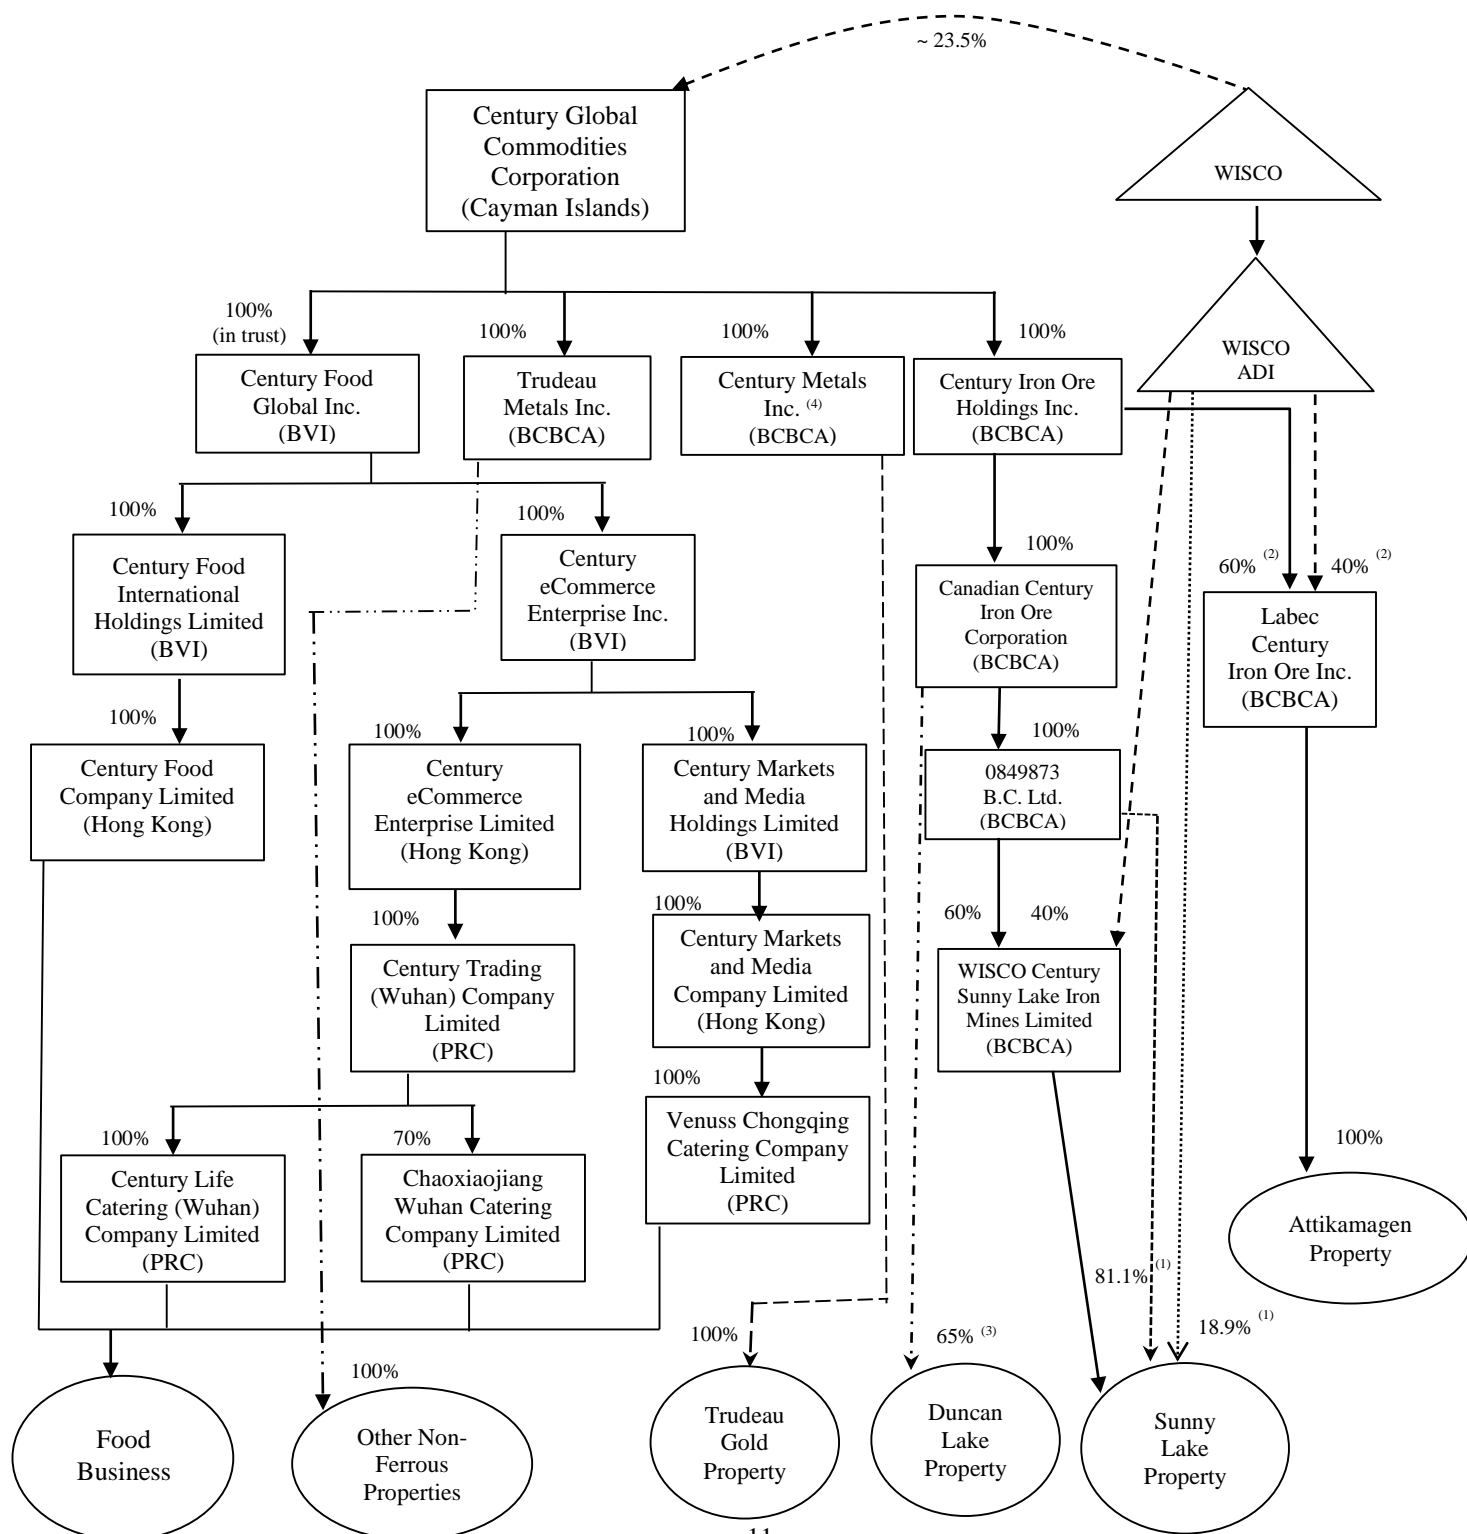 ~ 23.5%
Century Global
Commodities
Corporation
(Cayman Islands)
WISCO
WISCO
ADI
100%
(in trust)
100%
100%
100%
Century Food
Global Inc.
(BVI)
Trudeau
Metals Inc.
(BCBCA)
Century Metals
Inc. (4)
(BCBCA)
Century Iron Ore
Holdings Inc.
(BCBCA)
100%
100%
100%
60% (2)
40% (2)
Century Food
International
Holdings Limited
(BVI)
Century
eCommerce
Enterprise Inc.
(BVI)
Canadian Century
Iron Ore
Corporation
(BCBCA)
Labec
Century
Iron Ore Inc.
(BCBCA)
100%
100%
100%
100%
Century Food
Company Limited
(Hong Kong)
Century
eCommerce
Enterprise Limited
(Hong Kong)
Century Markets
and Media
Holdings Limited
(BVI)
0849873
B.C. Ltd.
(BCBCA)
100%
100%
60%
40%
Century Trading
(Wuhan) Company
Limited
(PRC)
Century Markets
and Media
Company Limited
(Hong Kong)
WISCO Century
Sunny Lake Iron
Mines Limited
(BCBCA)
100%
70%
100%
100%
Century Life
Catering (Wuhan)
Company Limited
(PRC)
Chaoxiaojiang
Wuhan Catering
Company Limited
(PRC)
Venuss Chongqing
Catering Company
Limited
(PRC)
Attikamagen
Property
81.1% (1)
18.9% (1)
100%
100%
65% (3)
Food
Business
Other Non-
Ferrous
Properties
Trudeau
Gold
Property
Duncan
Lake
Property
Sunny
Lake
Property
11